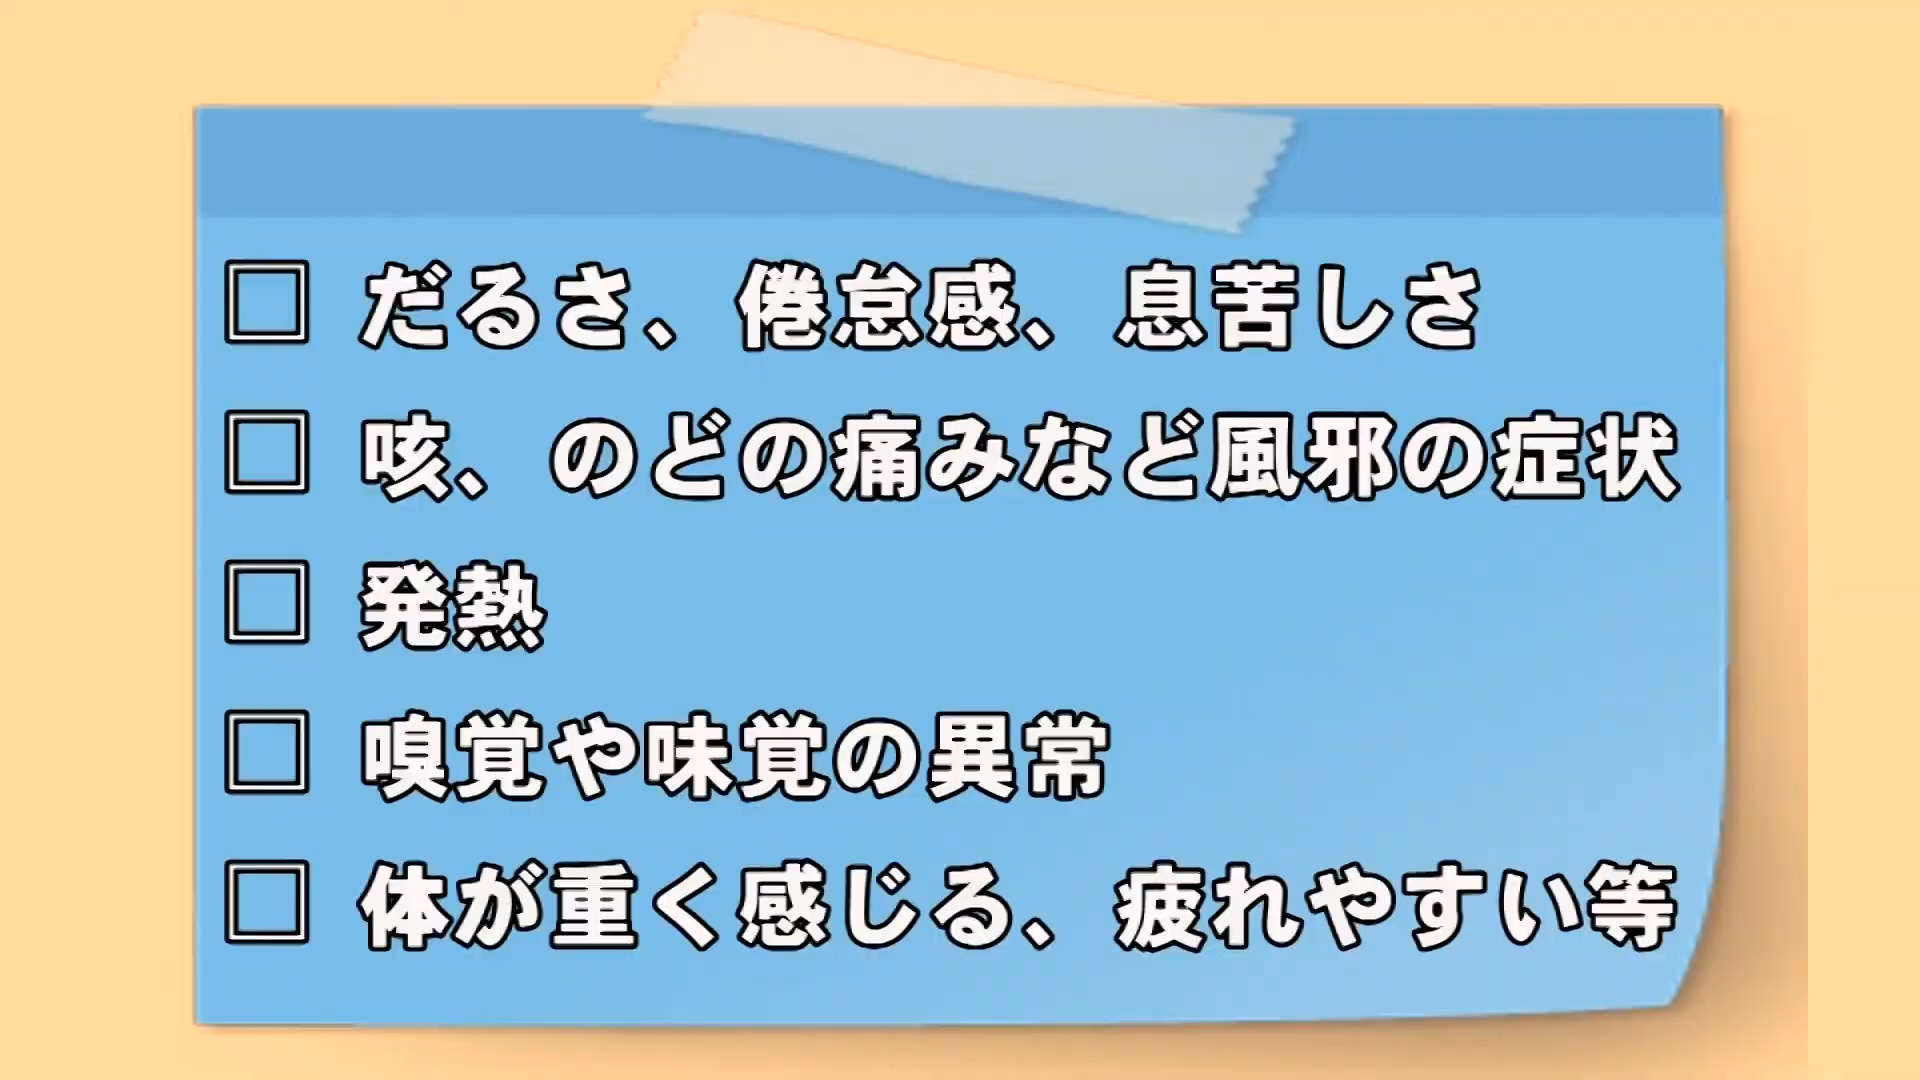 □ だるさ、倦怠感、息苦しさ
□ 咳、のどの痛みなど風邪の症状
□ 発熱
□ 嗅覚や味覚の異常
□ 体が重く感じる、疲れやすい等